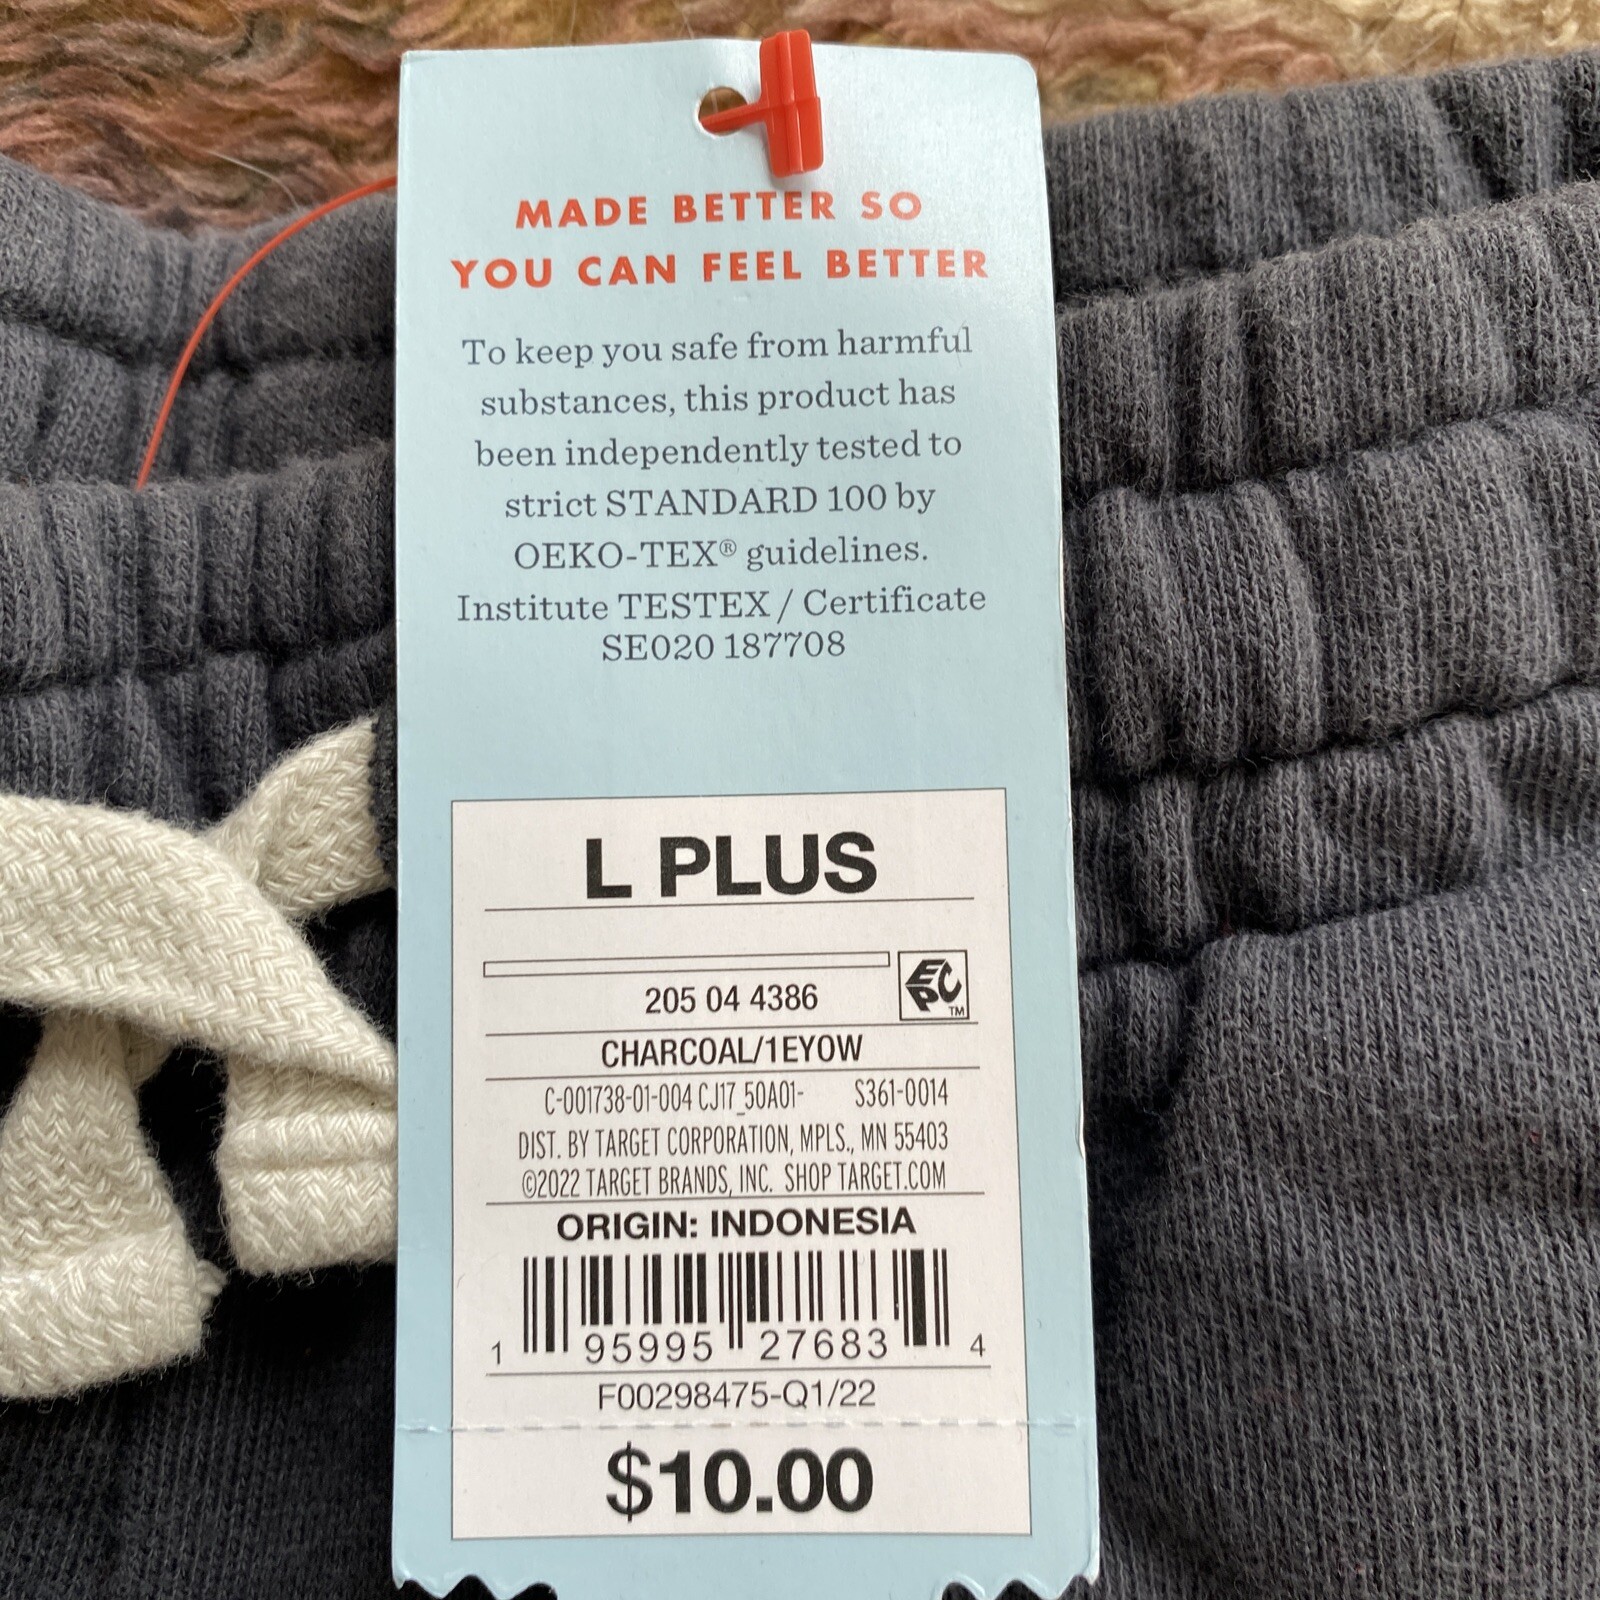 MADE BETTER SO
YOU CAN FEEL BETTER
To keep you safe from harmful
substances, this product has
been independently tested to
strict STANDARD 100 by
OEKO-TEX® guidelines.
Institute TESTEX / Certificate
SE020 187708
L PLUS
205 04 4386
EPC™
CHARCOAL/1EYOW
C-001738-01-004 CJ17_50A01- S361-0014
DIST. BY TARGET CORPORATION, MPLS., MN 55403
©2022 TARGET BRANDS, INC. SHOP TARGET.COM
ORIGIN: INDONESIA
1 95995 27683 4
F00298475-Q1/22
$10.00